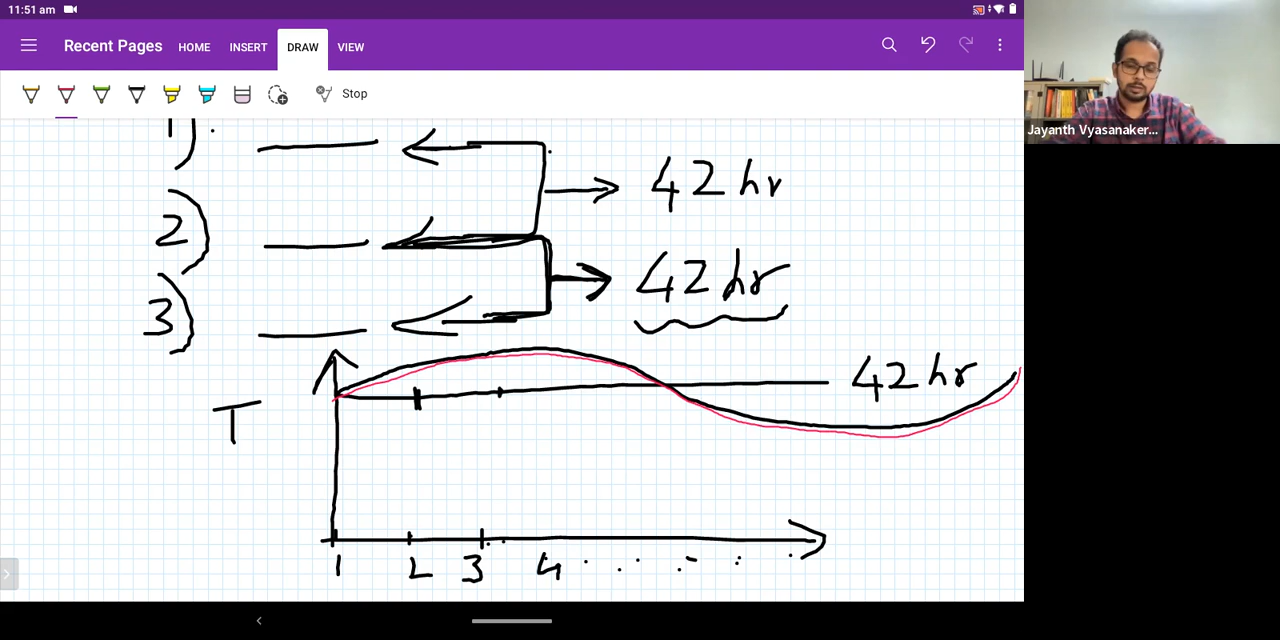 11:51 am
Recent Pages HOME INSERT DRAW VIEW
Stop
Jayanth Vyasanaker...
1).
42 hr
2)
42 hr
3)
42 hr
T
1 2 3 4 . . . . . .